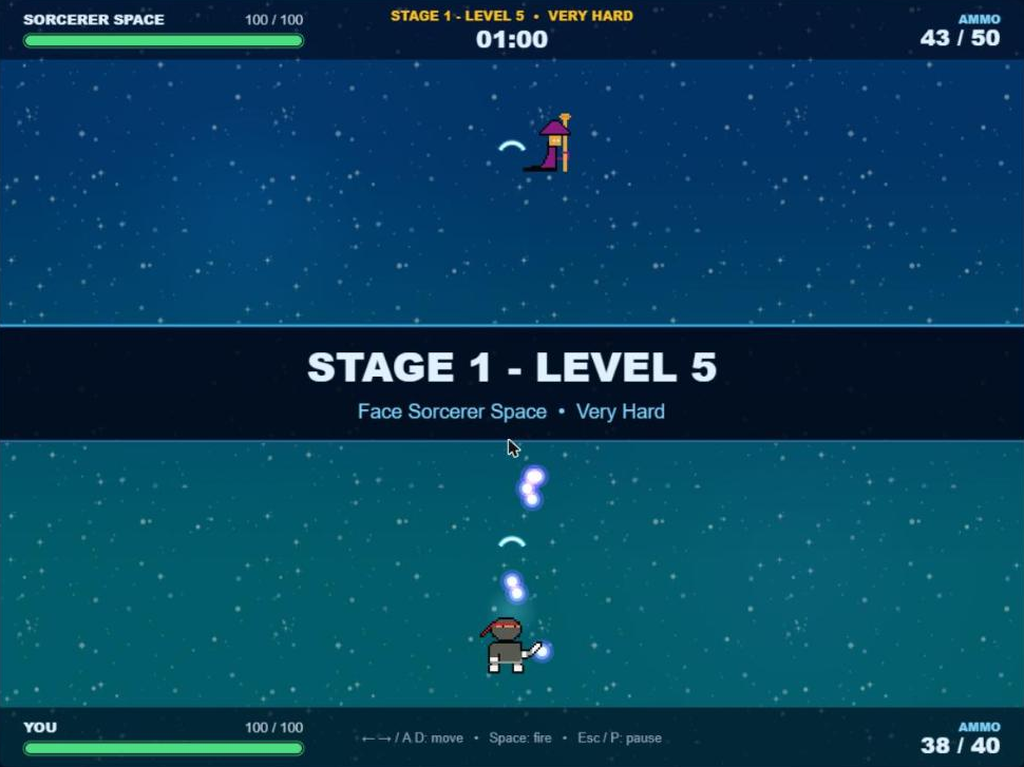 SORCERER SPACE 100 / 100
STAGE 1 - LEVEL 5 • VERY HARD
01:00
AMMO
43 / 50
STAGE 1 - LEVEL 5
Face Sorcerer Space • Very Hard
YOU 100 / 100
←→ / A D: move • Space: fire • Esc / P: pause
AMMO
38 / 40